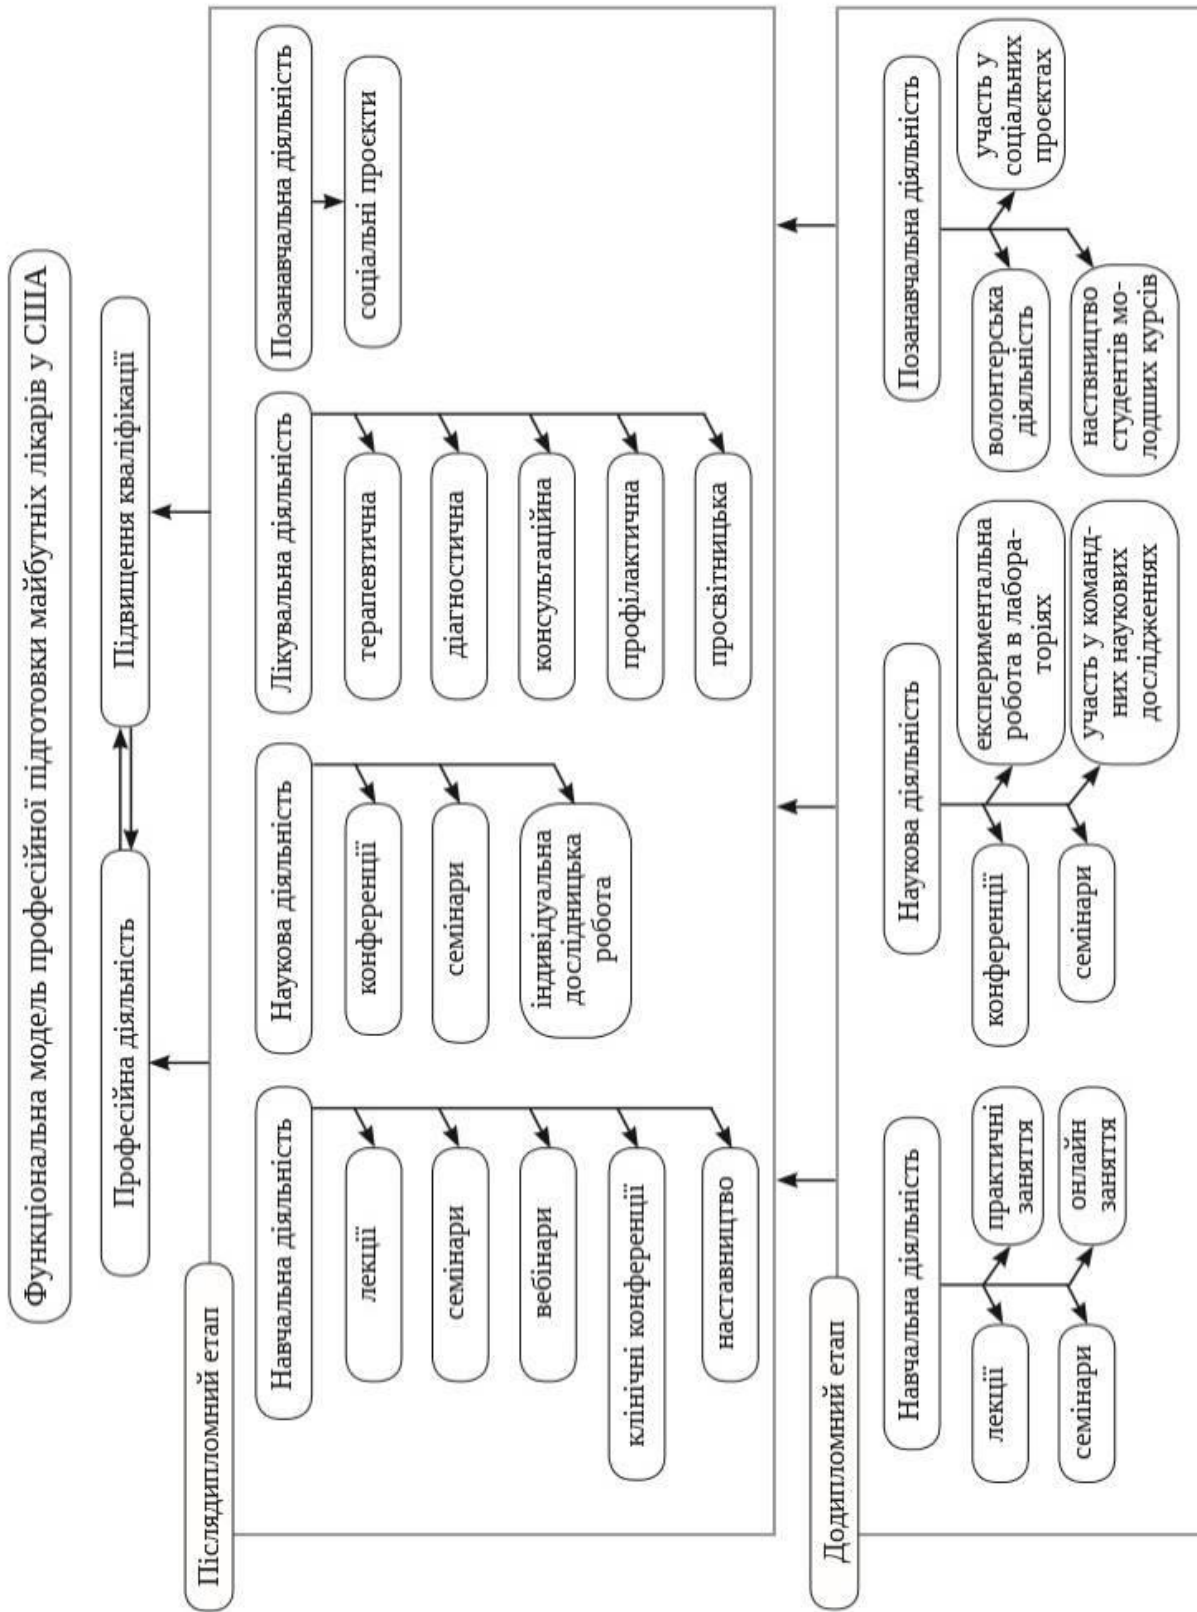 Функціональна модель професійної підготовки майбутніх лікарів у США
Професійна діяльність
Підвищення кваліфікації
Післядипломний етап
Навчальна діяльність
лекції
семінари
вебінари
клінічні конференції
наставництво
Наукова діяльність
конференції
семінари
індивідуальна
дослідницька
робота
Лікувальна діяльність
терапевтична
діагностична
консультаційна
профілактична
просвітницька
Позанавчальна діяльність
соціальні проєкти
Додипломний етап
Навчальна діяльність
лекції
практичні
заняття
семінари
онлайн
заняття
Наукова діяльність
конференції
експериментальна
робота в лабора-
торіях
семінари
участь у команд-
них наукових
дослідженнях
Позанавчальна діяльність
волонтерська
діяльність
участь у
соціальних
проєктах
наствництво
студентів мо-
лодших курсів